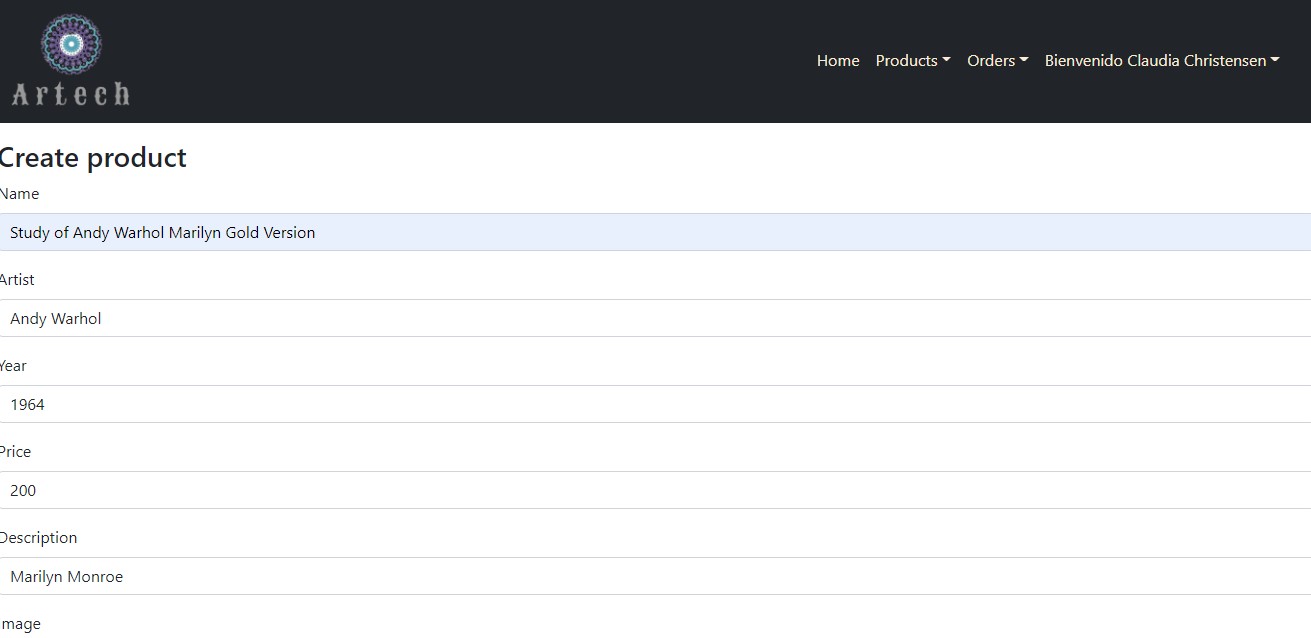 Artech
Home Products Orders Bienvenido Claudia Christensen
Create product
Name
Study of Andy Warhol Marilyn Gold Version
Artist
Andy Warhol
Year
1964
Price
200
Description
Marilyn Monroe
Image